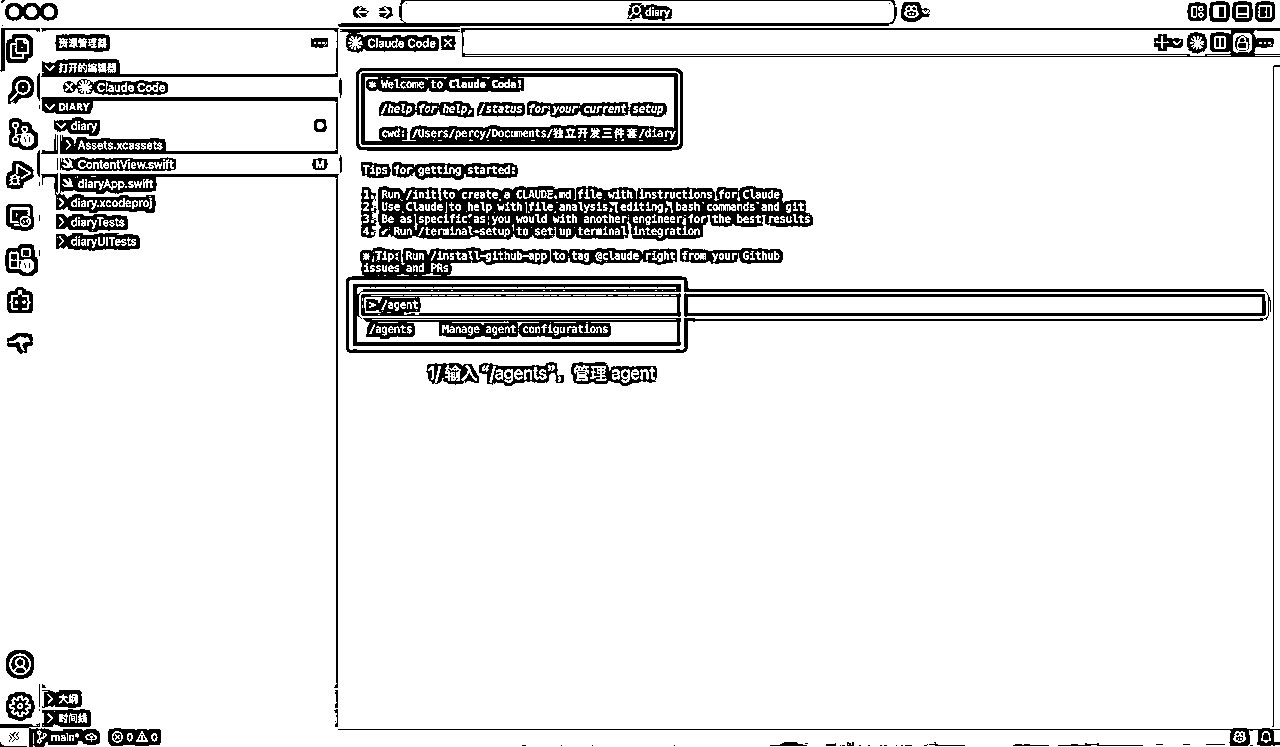 diary
资源管理器
打开的编辑器
Claude Code
DIARY
diary
Assets.xcassets
ContentView.swift M
diaryApp.swift
diary.xcodeproj
diaryTests
diaryUITests
大纲
时间线
main*
0 0
Claude Code
* Welcome to Claude Code!
/help for help, /status for your current setup
cwd: /Users/percy/Documents/独立开发三件套/diary
Tips for getting started:
1. Run /init to create a CLAUDE.md file with instructions for Claude
2. Use Claude to help with file analysis, editing, bash commands and git
3. Be as specific as you would with another engineer for the best results
4. ✓ Run /terminal-setup to set up terminal integration
* Tip: Run /install-github-app to tag @claude right from your Github
issues and PRs
> /agent
/agents Manage agent configurations
1/ 输入“/agents”，管理 agent